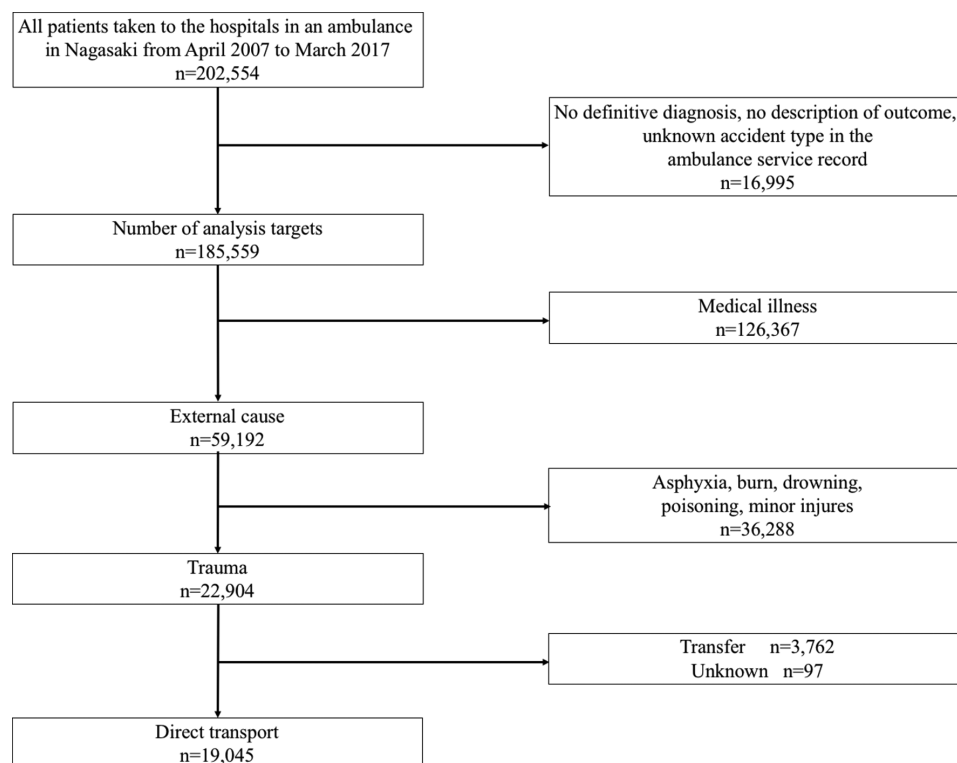 All patients taken to the hospitals in an ambulance
in Nagasaki from April 2007 to March 2017
n=202,554
No definitive diagnosis, no description of outcome,
unknown accident type in the
ambulance service record
n=16,995
Number of analysis targets
n=185,559
Medical illness
n=126,367
External cause
n=59,192
Asphyxia, burn, drowning,
poisoning, minor injures
n=36,288
Trauma
n=22,904
Transfer n=3,762
Unknown n=97
Direct transport
n=19,045